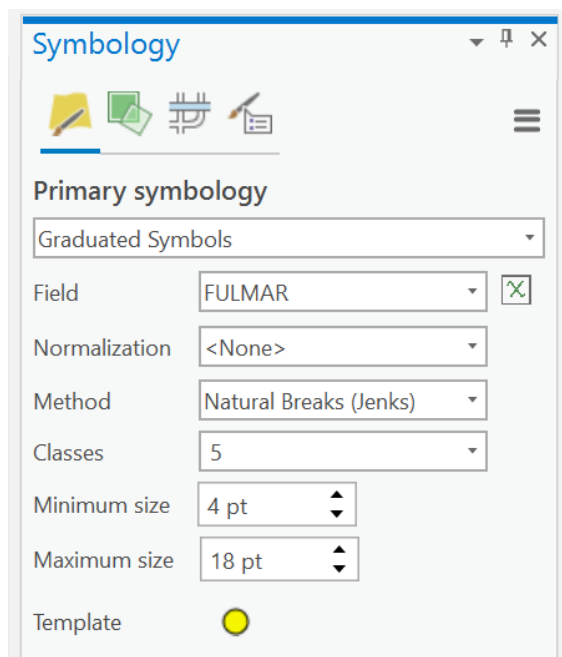 Symbology
Primary symbology
Graduated Symbols
Field FULMAR
Normalization <None>
Method Natural Breaks (Jenks)
Classes 5
Minimum size 4 pt
Maximum size 18 pt
Template